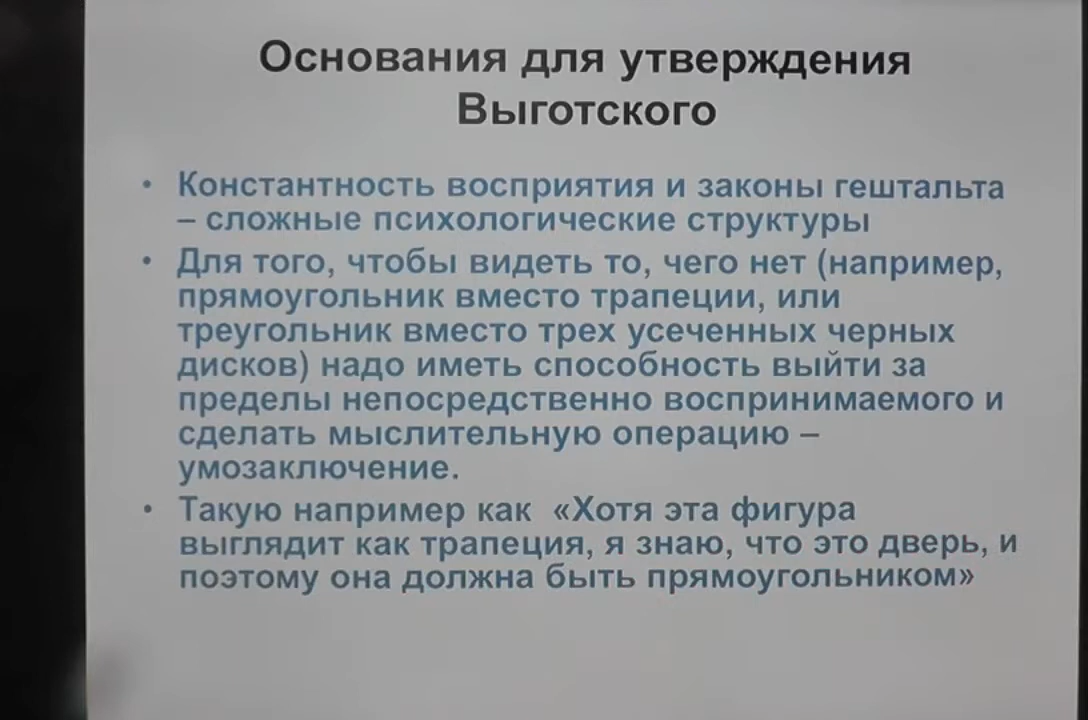 Основания для утверждения
Выготского
• Константность восприятия и законы гештальта
– сложные психологические структуры
• Для того, чтобы видеть то, чего нет (например,
прямоугольник вместо трапеции, или
треугольник вместо трех усеченных черных
дисков) надо иметь способность выйти за
пределы непосредственно воспринимаемого и
сделать мыслительную операцию –
умозаключение.
• Такую например как «Хотя эта фигура
выглядит как трапеция, я знаю, что это дверь, и
поэтому она должна быть прямоугольником»